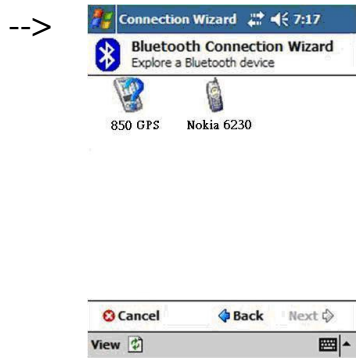 -->
Connection Wizard 7:17
Bluetooth Connection Wizard
Explore a Bluetooth device
850 GPS Nokia 6230
Cancel Back Next
View